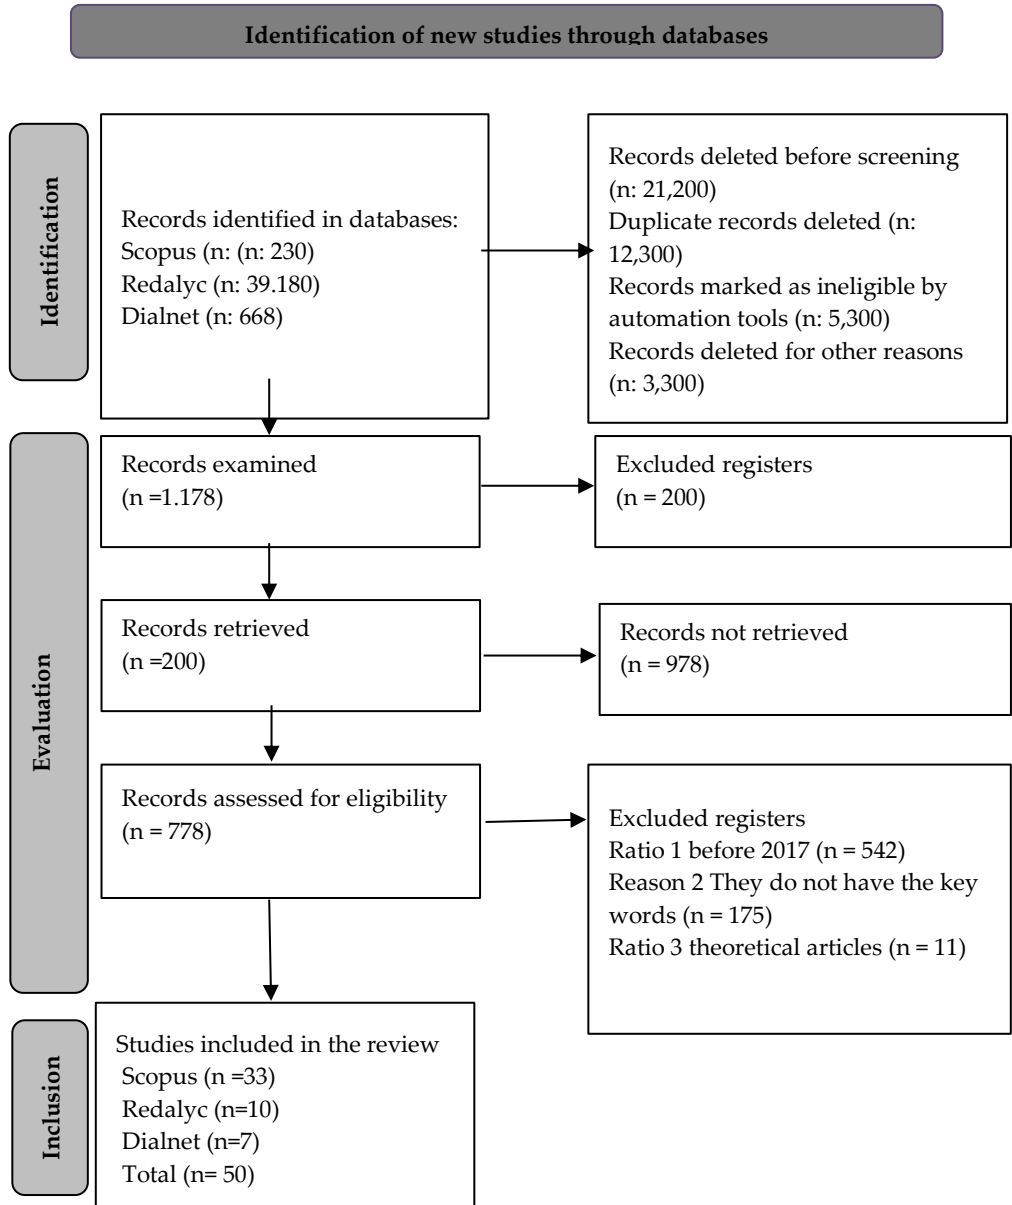 Identification of new studies through databases
Identification
Records identified in databases:
Scopus (n: (n: 230)
Redalyc (n: 39.180)
Dialnet (n: 668)
Records deleted before screening
(n: 21,200)
Duplicate records deleted (n:
12,300)
Records marked as ineligible by
automation tools (n: 5,300)
Records deleted for other reasons
(n: 3,300)
Evaluation
Records examined
(n =1.178)
Excluded registers
(n = 200)
Records retrieved
(n =200)
Records not retrieved
(n = 978)
Records assessed for eligibility
(n = 778)
Excluded registers
Ratio 1 before 2017 (n = 542)
Reason 2 They do not have the key
words (n = 175)
Ratio 3 theoretical articles (n = 11)
Inclusion
Studies included in the review
Scopus (n =33)
Redalyc (n=10)
Dialnet (n=7)
Total (n= 50)